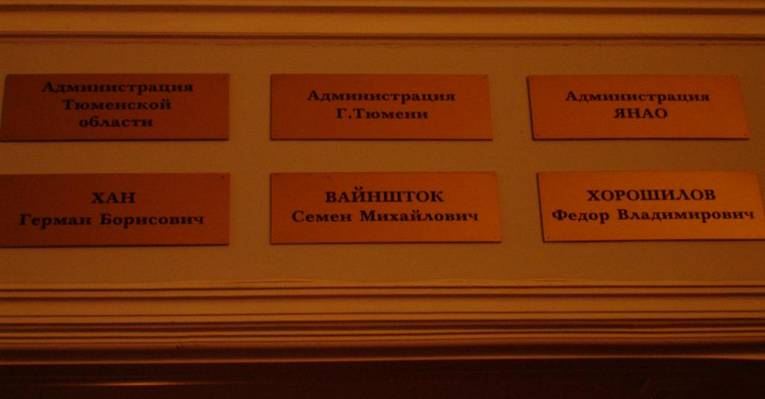 Администрация
Тюменской
области
Администрация
Г.Тюмени
Администрация
ЯНАО
ХАН
Герман Борисович
ВАЙНШТОК
Семен Михайлович
ХОРОШИЛОВ
Федор Владимирович